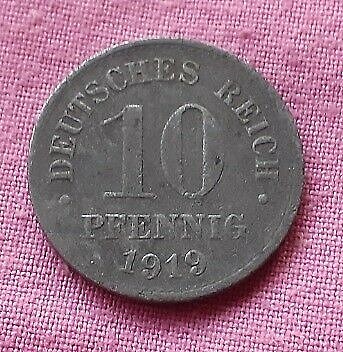 DEUTSCHES REICH
10
PFENNIG
1919